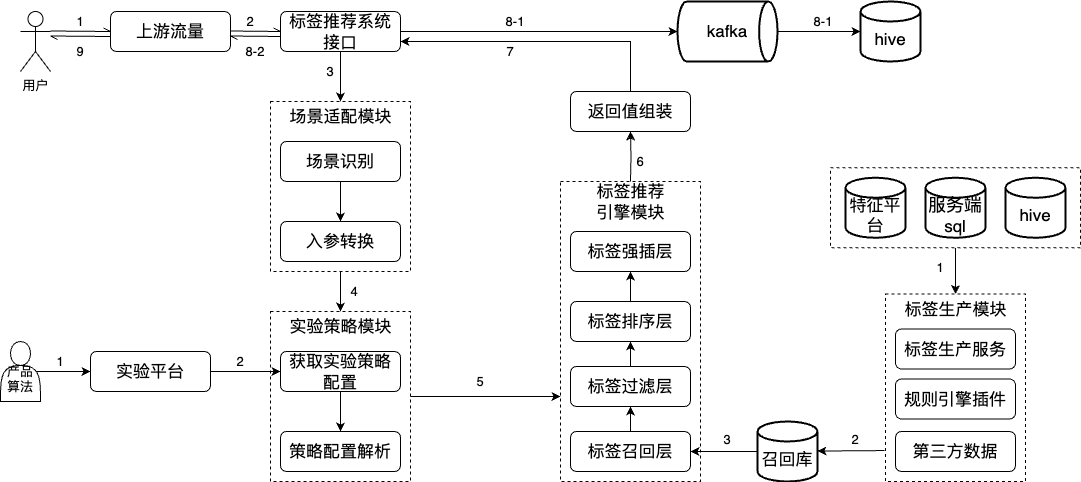 1
9
用户
上游流量
2
8-2
标签推荐系统
接口
8-1
7
kafka
8-1
hive
3
场景适配模块
场景识别
入参转换
4
返回值组装
6
标签推荐
引擎模块
标签强插层
标签排序层
标签过滤层
标签召回层
特征平
台
服务端
sql
hive
1
标签生产模块
标签生产服务
规则引擎插件
第三方数据
2
召回库
3
产品
算法
1
实验平台
2
实验策略模块
获取实验策略
配置
策略配置解析
5